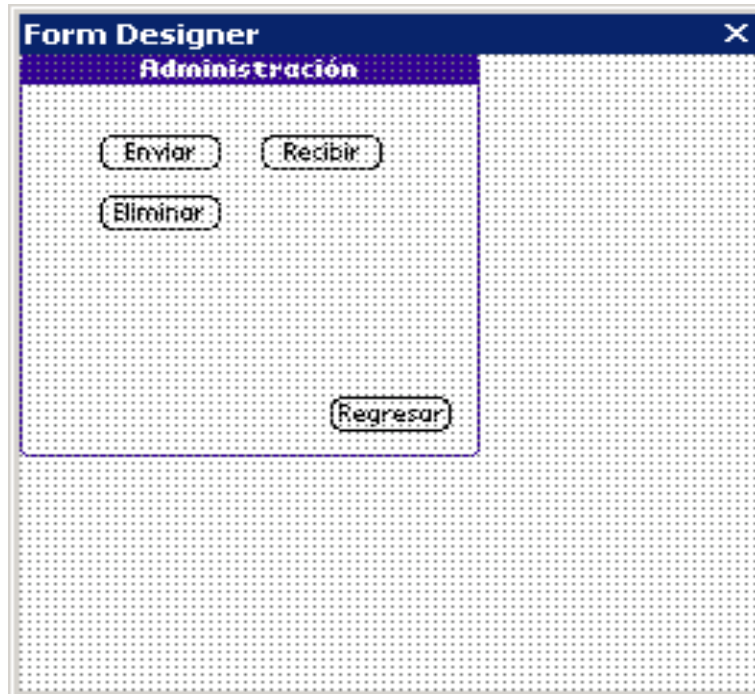 Form Designer
Administración
Enviar Recibir
Eliminar
Regresar